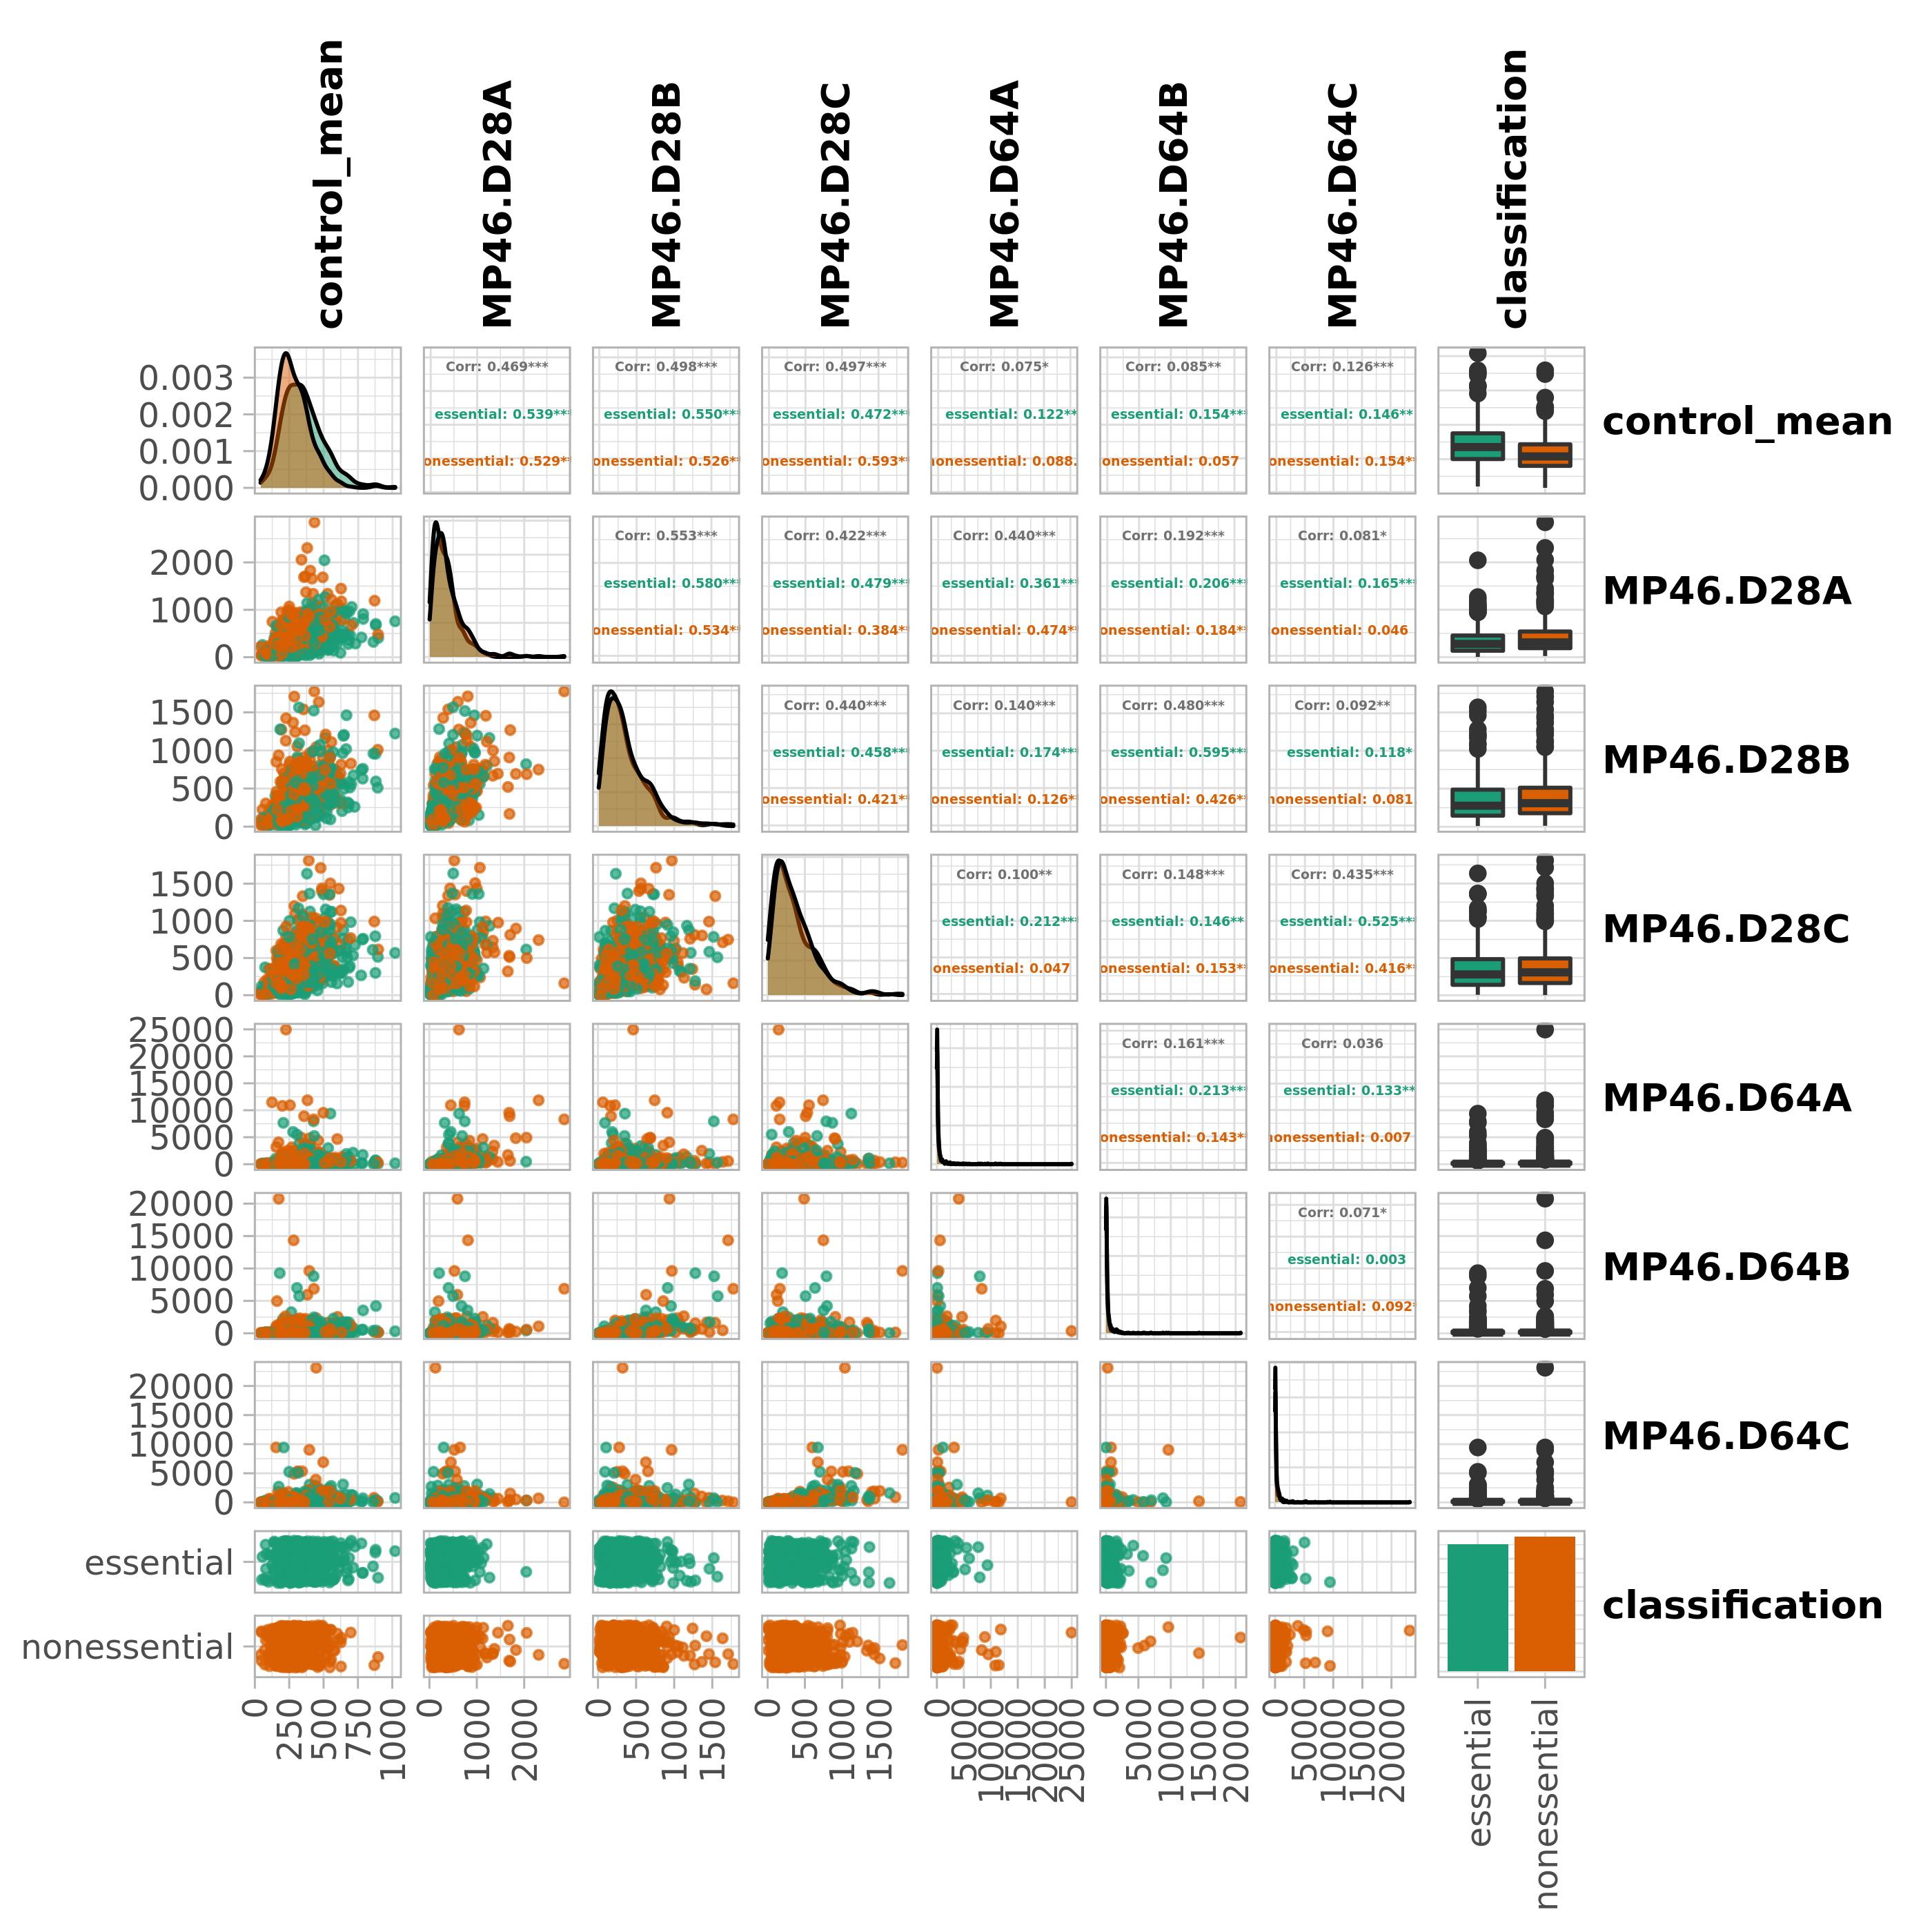 control_mean MP46.D28A MP46.D28B MP46.D28C MP46.D64A MP46.D64B MP46.D64C classification
0.003
0.002
0.001
0.000
Corr: 0.469*** Corr: 0.498*** Corr: 0.497*** Corr: 0.075* Corr: 0.085** Corr: 0.126***
essential: 0.539*** essential: 0.550*** essential: 0.472*** essential: 0.122** essential: 0.154*** essential: 0.146**
onessential: 0.529* onessential: 0.526* onessential: 0.593* onessential: 0.088. onessential: 0.057 onessential: 0.154*
control_mean
2000
1000
0
Corr: 0.553*** Corr: 0.422*** Corr: 0.440*** Corr: 0.192*** Corr: 0.081*
essential: 0.580*** essential: 0.479*** essential: 0.361*** essential: 0.206*** essential: 0.165***
onessential: 0.534* onessential: 0.384* onessential: 0.474* onessential: 0.184* onessential: 0.046
MP46.D28A
1500
1000
500
0
Corr: 0.440*** Corr: 0.140*** Corr: 0.480*** Corr: 0.092**
essential: 0.458*** essential: 0.174*** essential: 0.595*** essential: 0.118*
onessential: 0.421* onessential: 0.126* onessential: 0.426* nonessential: 0.081
MP46.D28B
1500
1000
500
0
Corr: 0.100** Corr: 0.148*** Corr: 0.435***
essential: 0.212*** essential: 0.146** essential: 0.525***
onessential: 0.047 onessential: 0.153* onessential: 0.416*
MP46.D28C
25000
20000
15000
10000
5000
0
Corr: 0.161*** Corr: 0.036
essential: 0.213*** essential: 0.133**
onessential: 0.143* nonessential: 0.007
MP46.D64A
20000
15000
10000
5000
0
Corr: 0.071*
essential: 0.003
nonessential: 0.092*
MP46.D64B
20000
15000
10000
5000
0
MP46.D64C
essential
nonessential
classification
0 250 500 750 1000 0 1000 2000 0 500 1000 1500 0 500 1000 1500 0 5000 10000 15000 20000 25000 0 5000 10000 15000 20000 0 5000 10000 15000 20000 essential nonessential